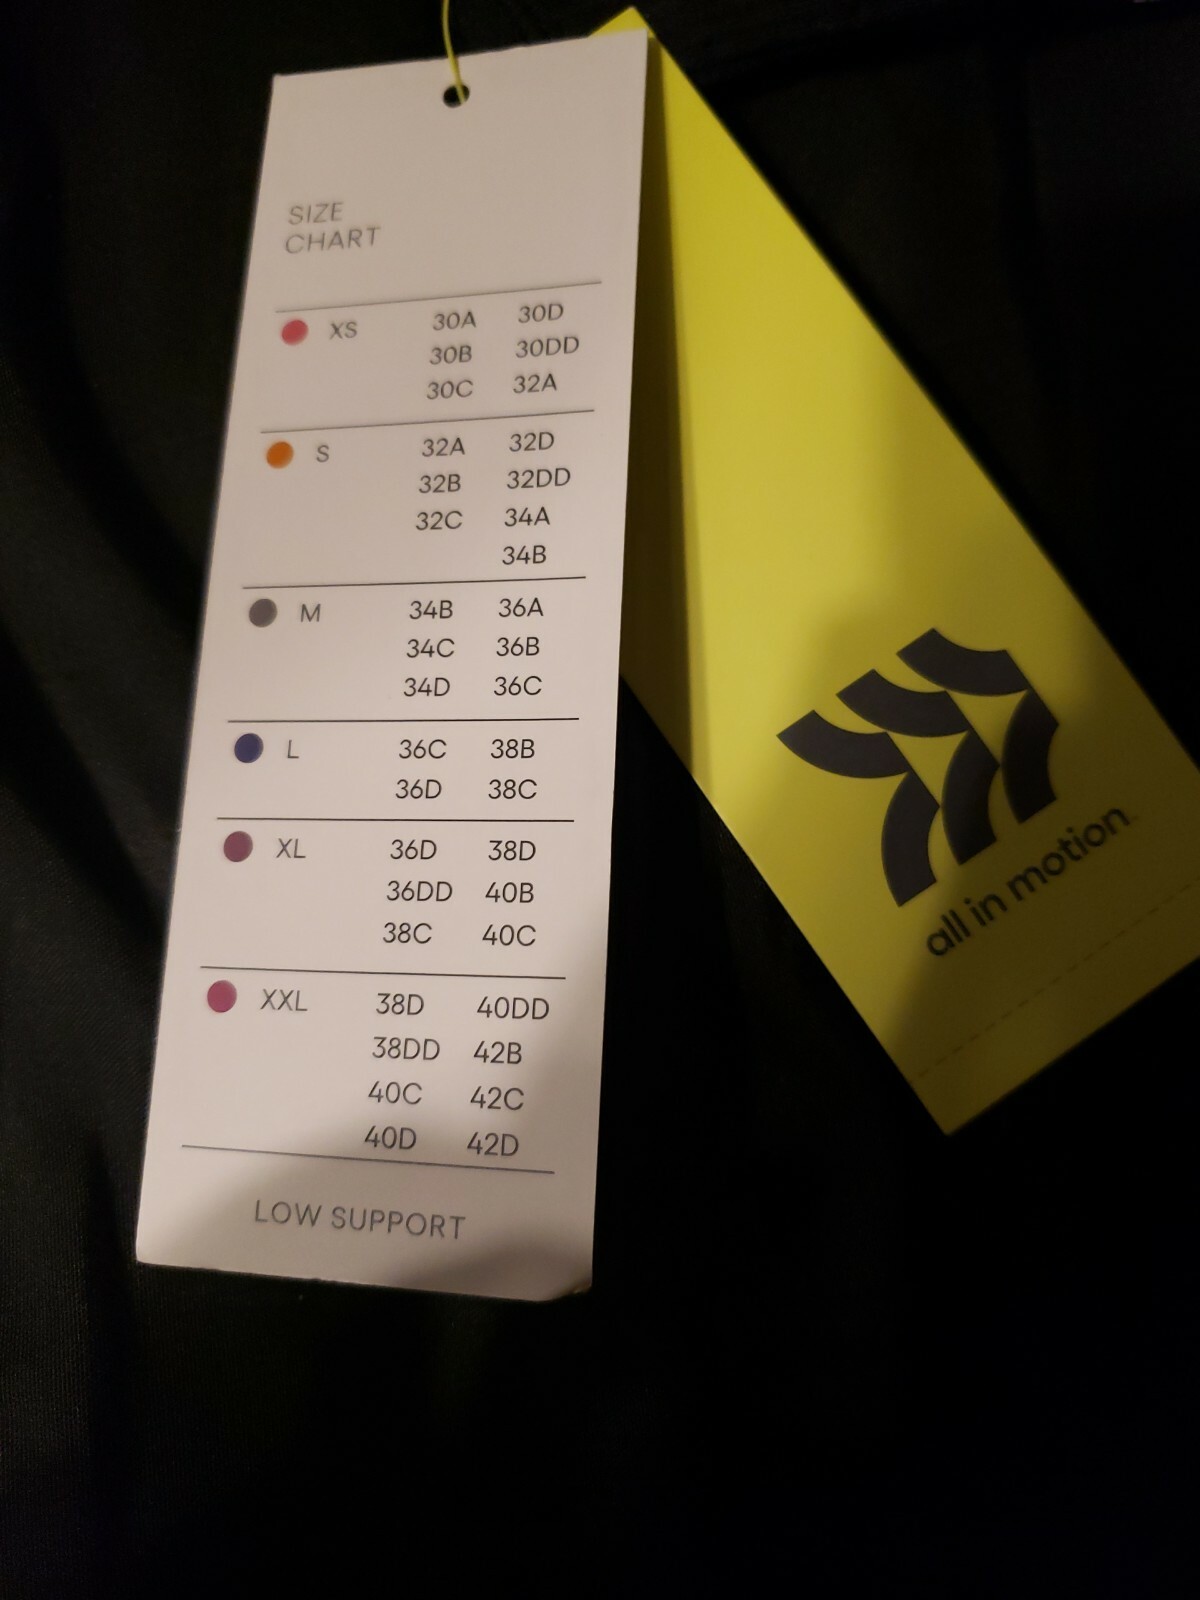 SIZE
CHART
XS 30A 30D
30B 30DD
30C 32A
S 32A 32D
32B 32DD
32C 34A
34B
M 34B 36A
34C 36B
34D 36C
L 36C 38B
36D 38C
XL 36D 38D
36DD 40B
38C 40C
XXL 38D 40DD
38DD 42B
40C 42C
40D 42D
LOW SUPPORT
all in motion